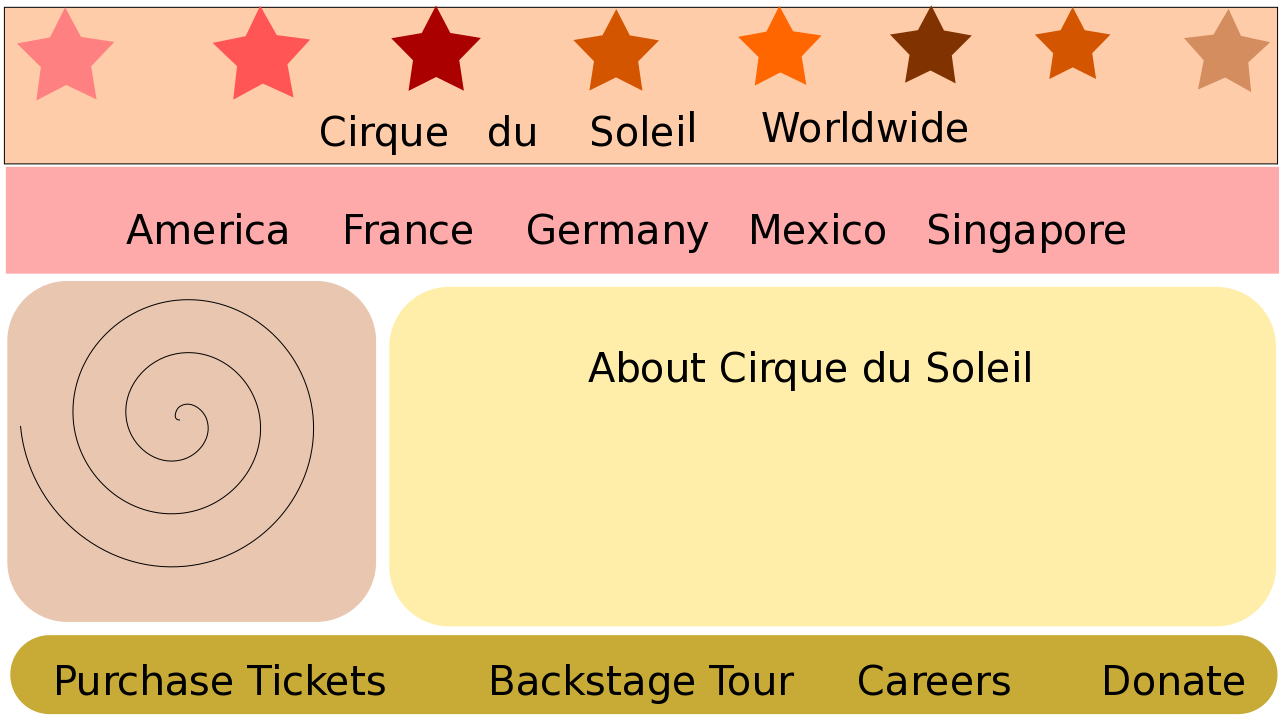 Cirque du Soleil Worldwide
America France Germany Mexico Singapore
About Cirque du Soleil
Purchase Tickets Backstage Tour Careers Donate